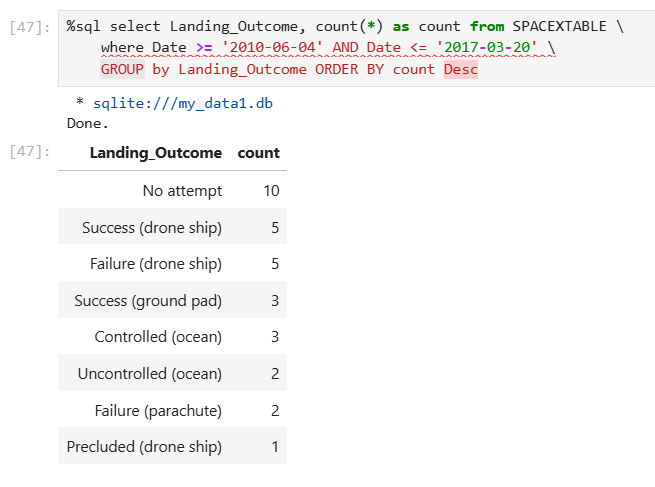 [47]: %sql select Landing_Outcome, count(*) as count from SPACEXTABLE \
where Date >= '2010-06-04' AND Date <= '2017-03-20' \
GROUP by Landing_Outcome ORDER BY count Desc
* sqlite:///my_data1.db
Done.
[47]: Landing_Outcome count
No attempt 10
Success (drone ship) 5
Failure (drone ship) 5
Success (ground pad) 3
Controlled (ocean) 3
Uncontrolled (ocean) 2
Failure (parachute) 2
Precluded (drone ship) 1